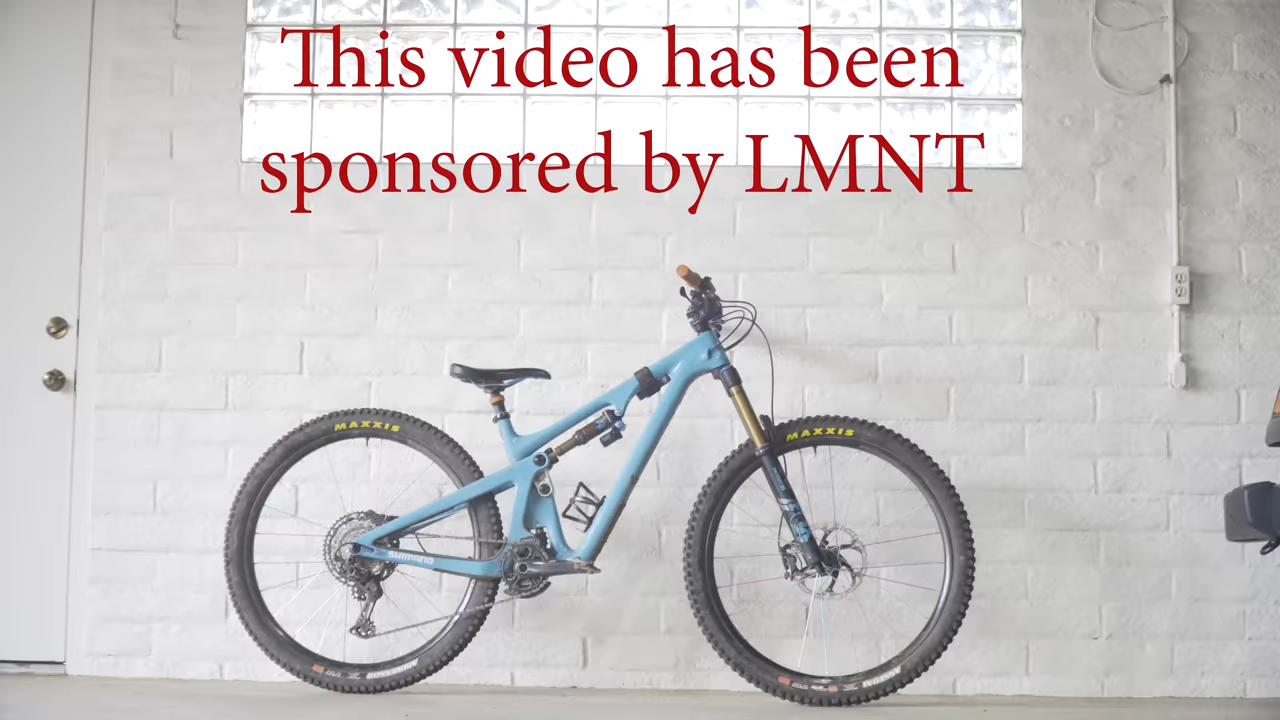 This video has been
sponsored by LMNT
MAXXIS
MAXXIS
SHIMANO